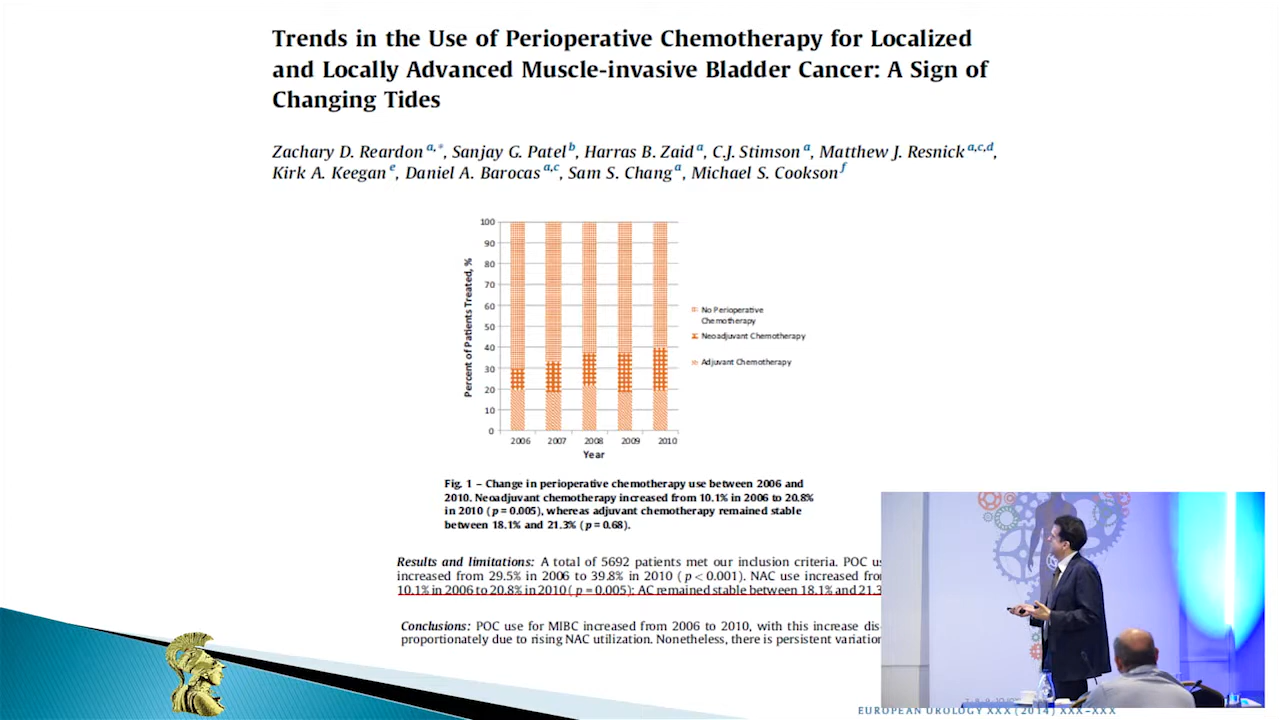 Trends in the Use of Perioperative Chemotherapy for Localized
and Locally Advanced Muscle-invasive Bladder Cancer: A Sign of
Changing Tides
Zachary D. Reardon a,*, Sanjay G. Patel b, Harras B. Zaid a, C.J. Stimson a, Matthew J. Resnick a,c,d,
Kirk A. Keegan e, Daniel A. Barocas a,c, Sam S. Chang a, Michael S. Cookson f
Percent of Patients Treated, %
100
90
80
70
60
50
40
30
20
10
0
2006 2007 2008 2009 2010
Year
No Perioperative
Chemotherapy
Neoadjuvant Chemotherapy
Adjuvant Chemotherapy
Fig. 1 – Change in perioperative chemotherapy use between 2006 and
2010. Neoadjuvant chemotherapy increased from 10.1% in 2006 to 20.8%
in 2010 (p = 0.005), whereas adjuvant chemotherapy remained stable
between 18.1% and 21.3% (p = 0.68).
Results and limitations: A total of 5692 patients met our inclusion criteria. POC
increased from 29.5% in 2006 to 39.8% in 2010 (p < 0.001). NAC use increased
10.1% in 2006 to 20.8% in 2010 (p = 0.005); AC remained stable between 18.1% and 21.3
Conclusions: POC use for MIBC increased from 2006 to 2010, with this increase
proportionately due to rising NAC utilization. Nonetheless, there is persistent variation
EUROPEAN UROLOGY XXX (2014) XXX–XXX